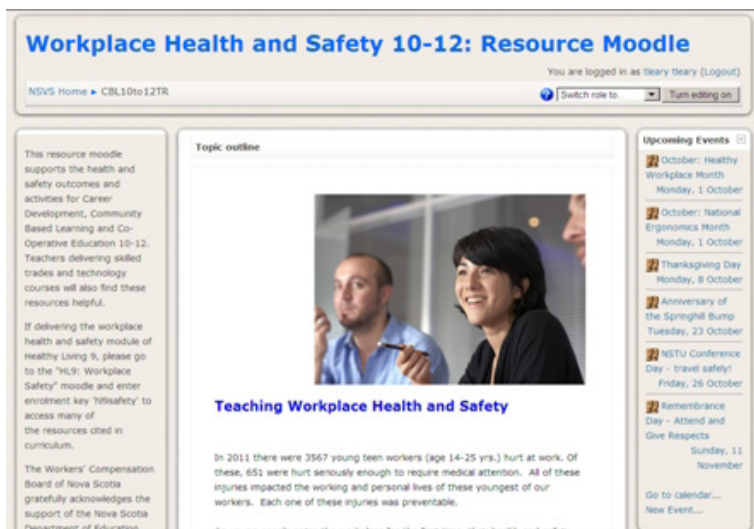 Workplace Health and Safety 10-12: Resource Moodle
You are logged in as tleary tleary (Logout)
NSVS Home ► CBL10to12TR
Switch role to...
Turn editing on
This resource moodle
supports the health and
safety outcomes and
activities for Career
Development, Community
Based Learning and Co-
Operative Education 10-12.
Teachers delivering skilled
trades and technology
courses will also find these
resources helpful.
If delivering the workplace
health and safety module of
Healthy Living 9, please go
to the "HL9: Workplace
Safety" moodle and enter
enrolment key 'hl9safety' to
access many of
the resources cited in
curriculum.
The Workers' Compensation
Board of Nova Scotia
gratefully acknowledges the
support of the Nova Scotia
Department of Education
Topic outline
Teaching Workplace Health and Safety
In 2011 there were 3567 young teen workers (age 14-25 yrs.) hurt at work. Of
these, 651 were hurt seriously enough to require medical attention. All of these
injuries impacted the working and personal lives of these youngest of our
workers. Each one of these injuries was preventable.
Upcoming Events
October: Healthy
Workplace Month
Monday, 1 October
October: National
Ergonomics Month
Monday, 1 October
Thanksgiving Day
Monday, 8 October
Anniversary of
the Springhill Bump
Tuesday, 23 October
NSTU Conference
Day - travel safely!
Friday, 26 October
Remembrance
Day - Attend and
Give Respects
Sunday, 11
November
Go to calendar...
New Event...